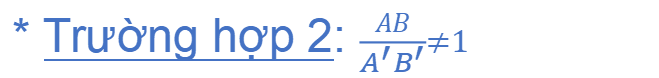 * Trường hợp 2: AB/A'B' ≠ 1